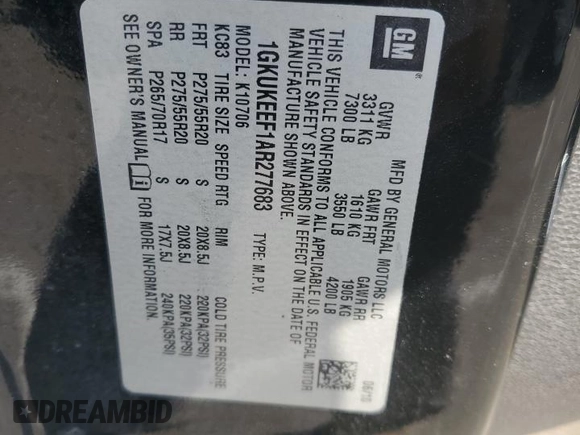 GM
MFD BY GENERAL MOTORS LLC
06/10
GVWR GAWR FRT GAWR RR
3311 KG 1610 KG 1905 KG
7300 LB 3550 LB 4200 LB
THIS VEHICLE CONFORMS TO ALL APPLICABLE U.S. FEDERAL MOTOR
VEHICLE SAFETY STANDARDS IN EFFECT ON THE DATE OF
MANUFACTURE SHOWN ABOVE.
1GKUKEEF1AR277683 TYPE: M.P.V.
MODEL: K10706
KC83 TIRE SIZE SPEED RTG RIM COLD TIRE PRESSURE
FRT P275/55R20 S 20X8.5J 220KPA(32PSI)
RR P275/55R20 S 20X8.5J 220KPA(32PSI)
SPA P265/70R17 S 17X7.5J 240KPA(35PSI)
SEE OWNER'S MANUAL FOR MORE INFORMATION.
DREAMBID